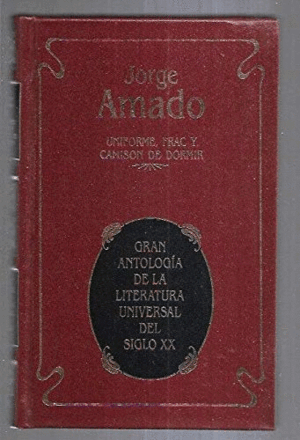 Jorge
Amado
UNIFORME, FRAC Y
CAMISON DE DORMIR
GRAN
ANTOLOGÍA
DE LA
LITERATURA
UNIVERSAL
DEL
SIGLO XX